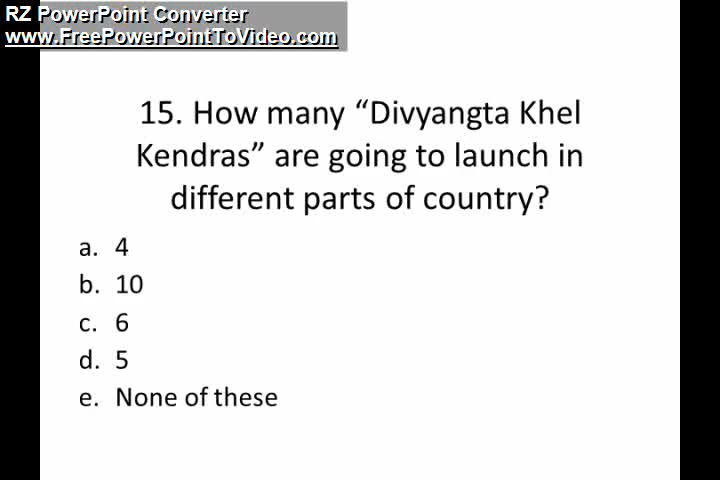 RZ PowerPoint Converter
www.FreePowerPointToVideo.com
15. How many “Divyangta Khel
Kendras” are going to launch in
different parts of country?
a. 4
b. 10
c. 6
d. 5
e. None of these